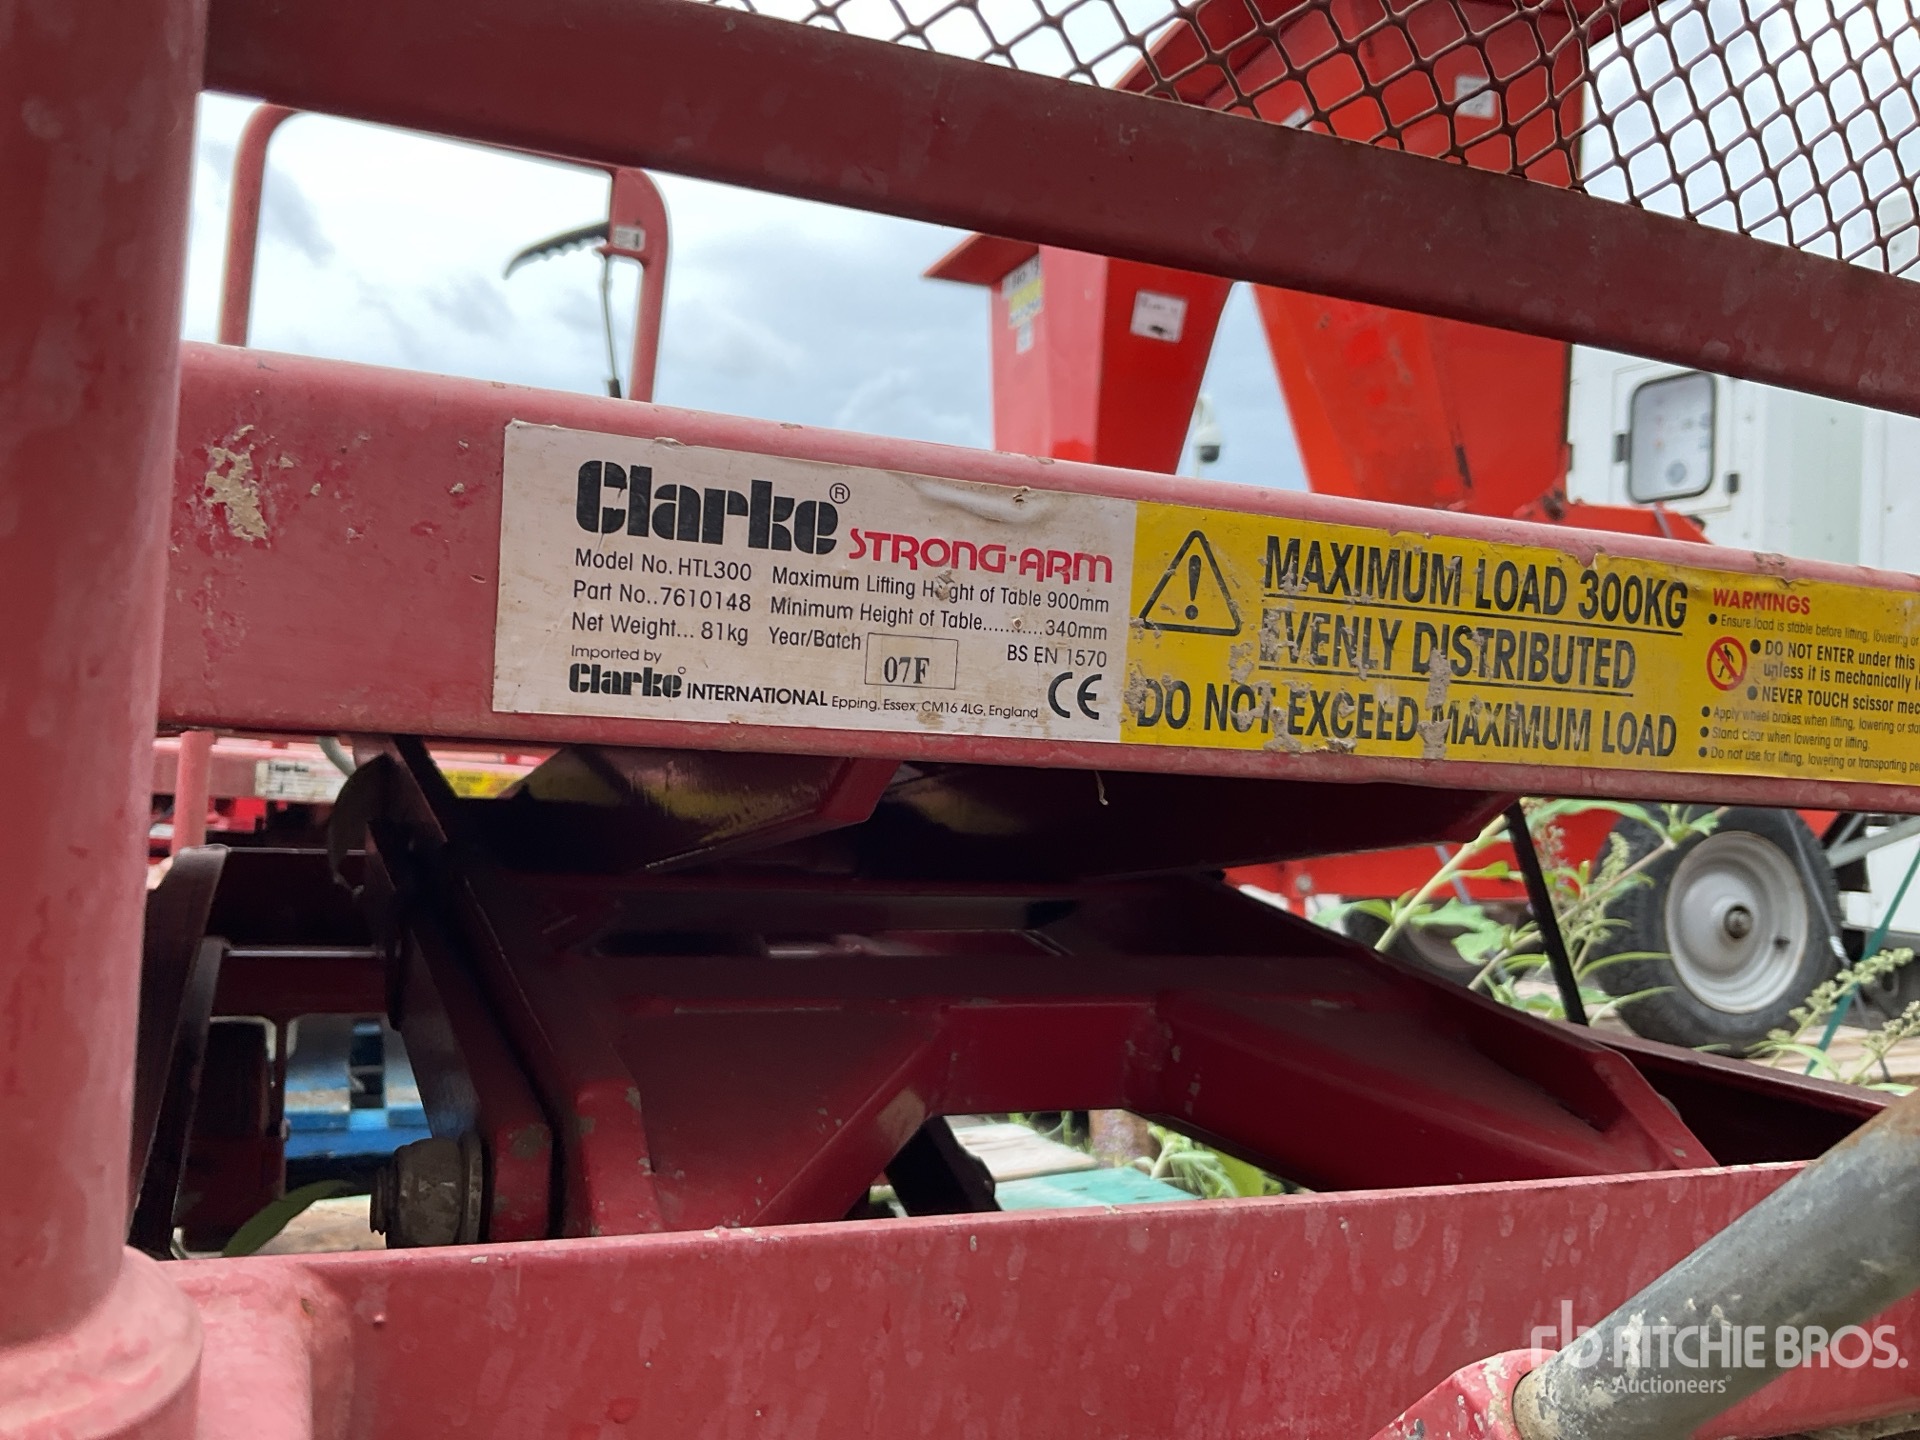 Clarke® STRONG-ARM
Model No. HTL300 Maximum Lifting Height of Table 900mm
Part No..7610148 Minimum Height of Table...........340mm
Net Weight... 81kg Year/Batch 07F BS EN 1570
Imported by
Clarke INTERNATIONAL Epping, Essex, CM16 4LG, England CE
MAXIMUM LOAD 300KG
EVENLY DISTRIBUTED
DO NOT EXCEED MAXIMUM LOAD
WARNINGS
• Ensure load is stable before lifting, lowering or
• DO NOT ENTER under this
unless it is mechanically
• NEVER TOUCH scissor
• Apply wheel brakes when lifting, lowering or
• Stand clear when lowering or lifting.
• Do not use for lifting, lowering or transporting
Clarke
rb RITCHIE BROS.
Auctioneers